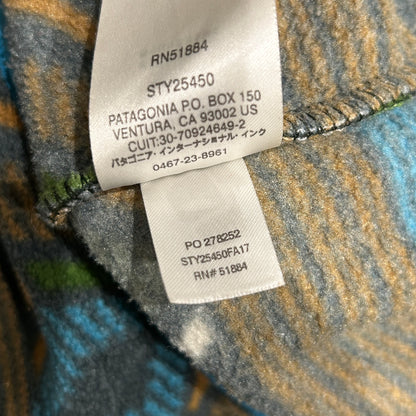 RN51884
STY25450
PATAGONIA P.O. BOX 150
VENTURA, CA 93002 US
CUIT:30-70924649-2
パタゴニア・インターナショナル・インク
0467-23-8961
PO 278252
STY25450FA17
RN# 51884